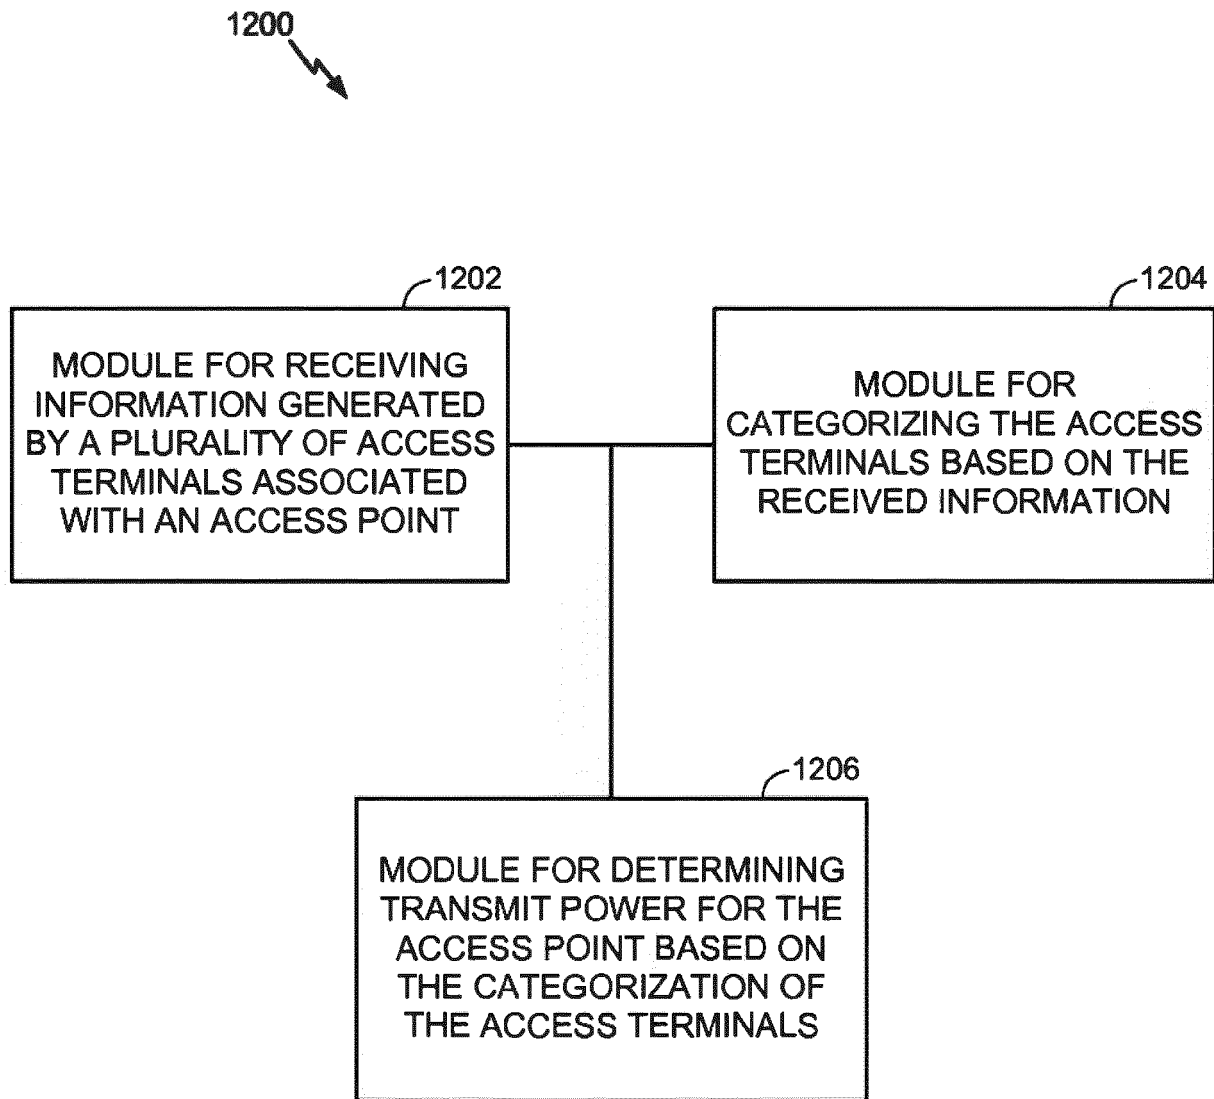 1200
1202
MODULE FOR RECEIVING
INFORMATION GENERATED
BY A PLURALITY OF ACCESS
TERMINALS ASSOCIATED
WITH AN ACCESS POINT
1204
MODULE FOR
CATEGORIZING THE ACCESS
TERMINALS BASED ON THE
RECEIVED INFORMATION
1206
MODULE FOR DETERMINING
TRANSMIT POWER FOR THE
ACCESS POINT BASED ON
THE CATEGORIZATION OF
THE ACCESS TERMINALS